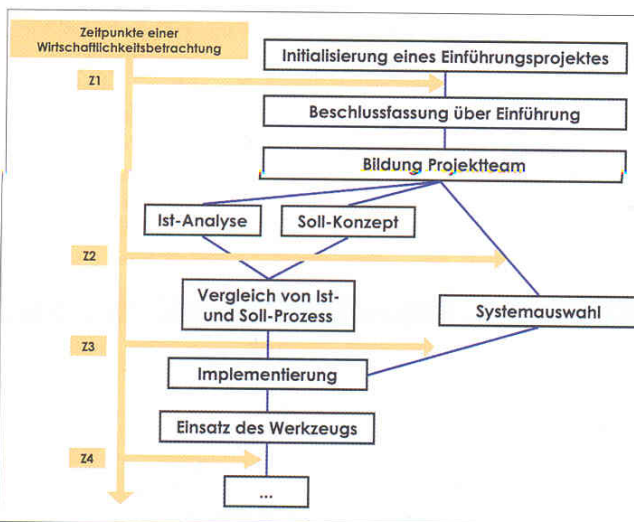 Zeitpunkte einer
Wirtschaftlichkeitsbetrachtung
Initialisierung eines Einführungsprojektes
Z1
Beschlussfassung über Einführung
Bildung Projektteam
Ist-Analyse
Soll-Konzept
Z2
Vergleich von Ist-
und Soll-Prozess
Systemauswahl
Z3
Implementierung
Einsatz des Werkzeugs
Z4
...